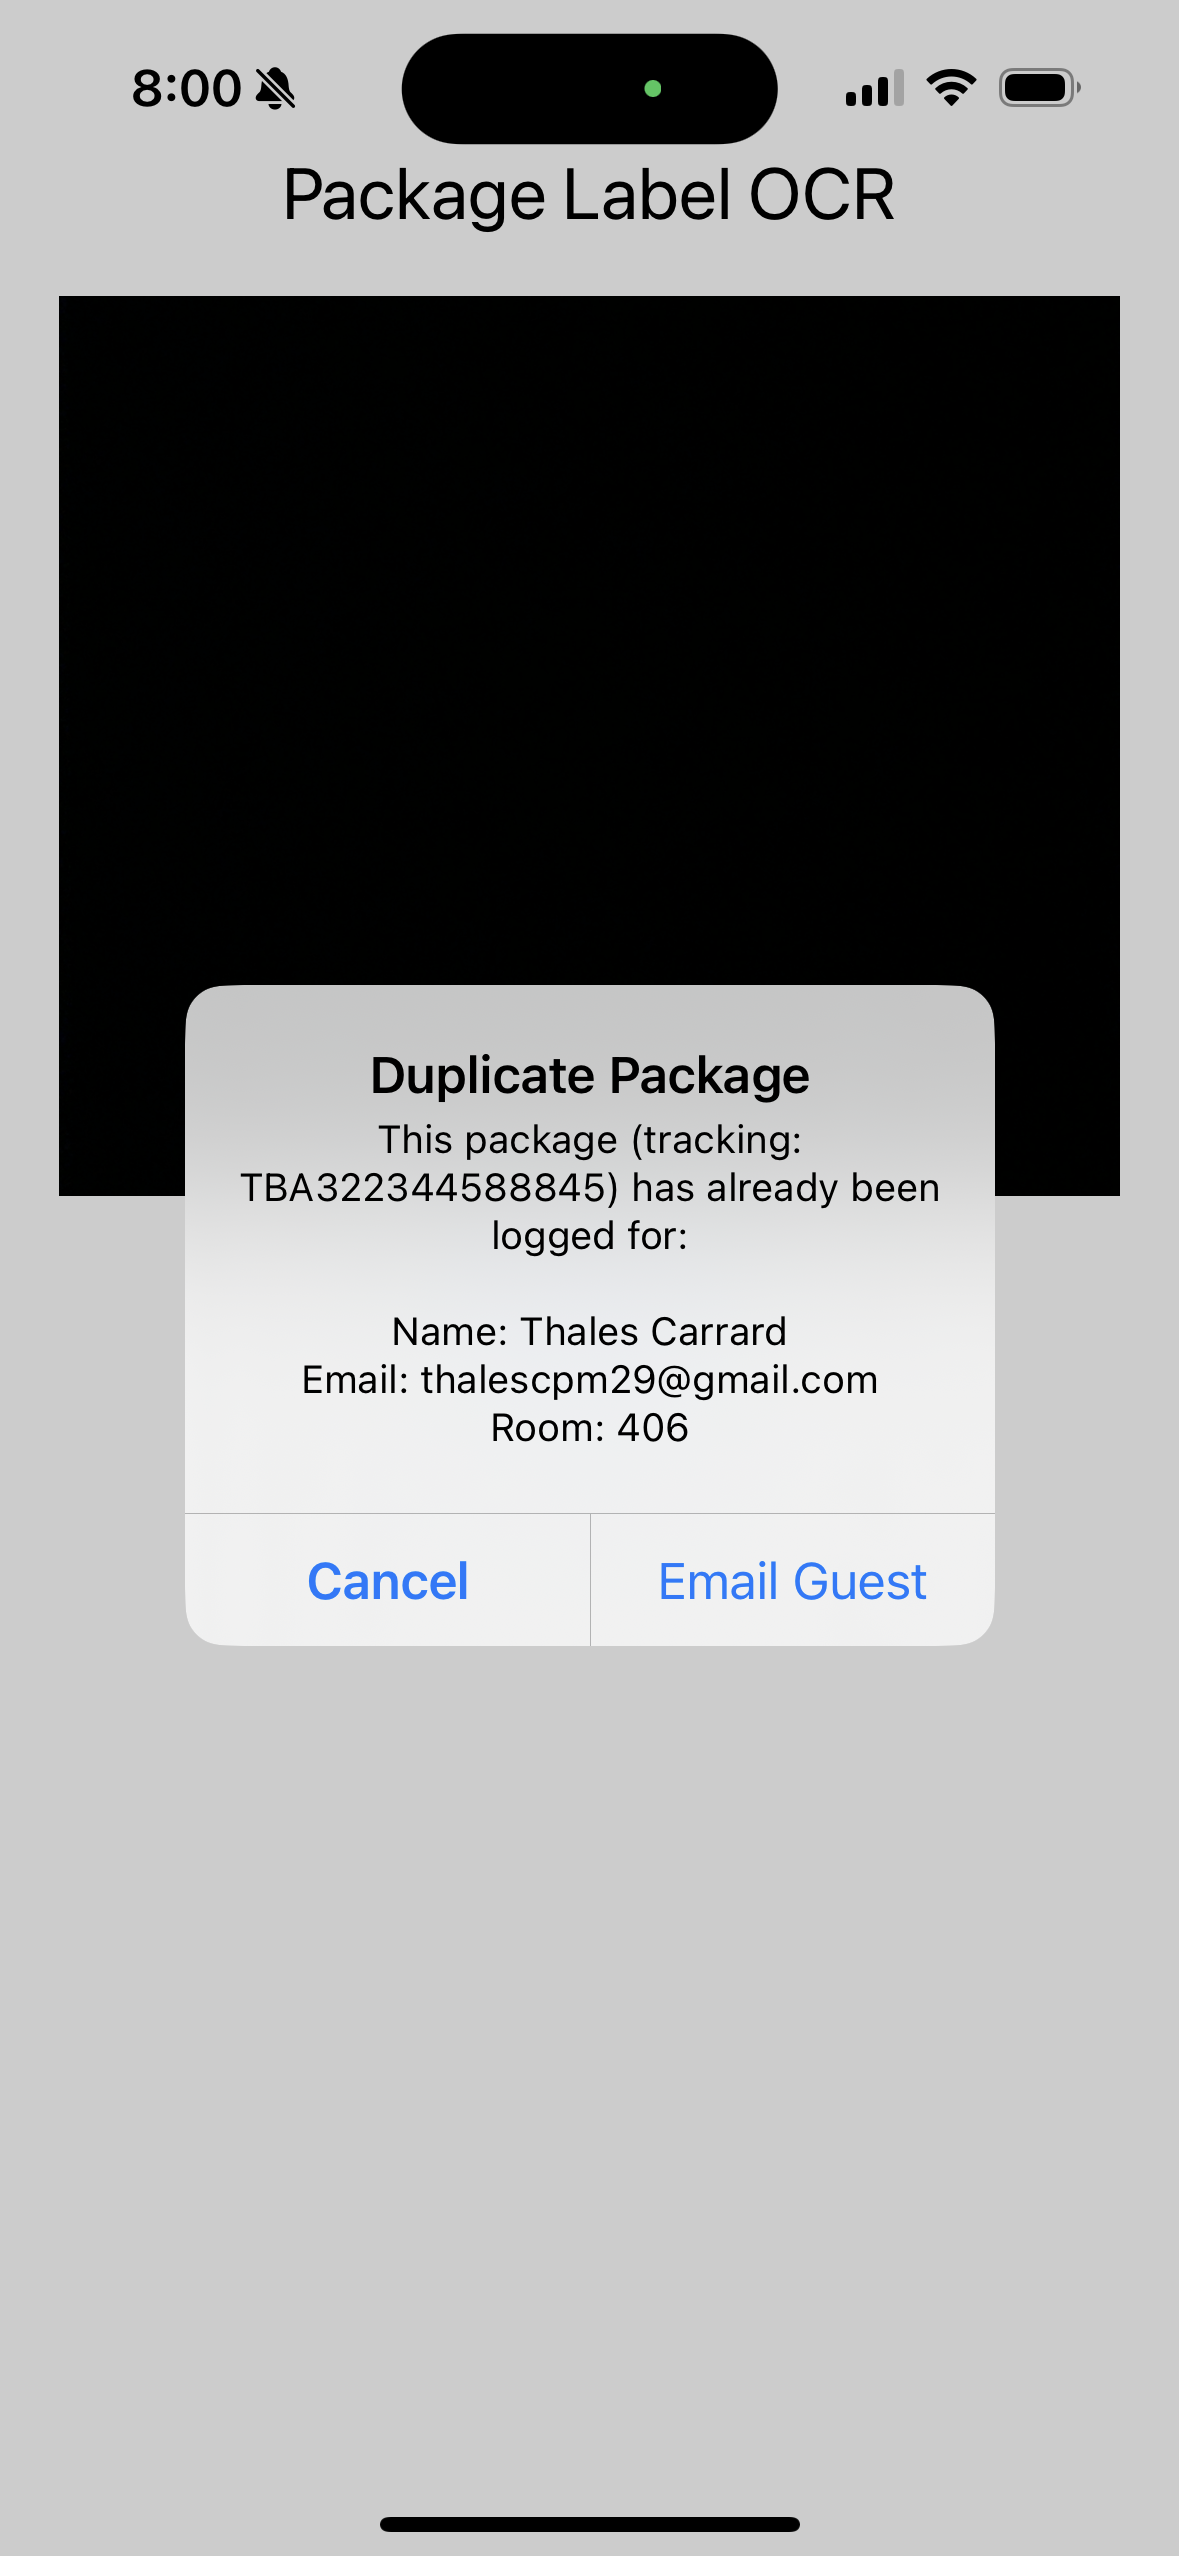 8:00
Package Label OCR
Duplicate Package
This package (tracking:
TBA322344588845) has already been
logged for:
Name: Thales Carrard
Email: thalescpm29@gmail.com
Room: 406
Cancel
Email Guest